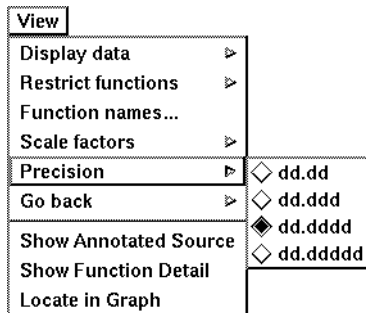 View
Display data
Restrict functions
Function names...
Scale factors
Precision
Go back
Show Annotated Source
Show Function Detail
Locate in Graph
dd.dd
dd.ddd
dd.dddd
dd.ddddd